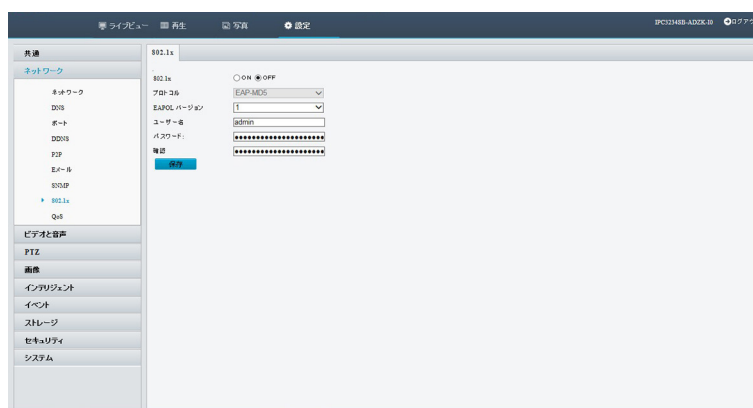 ライブビュー 再生 写真 設定 IPC3234SB-ADZK-I0 ログアウ
共通
ネットワーク
ネットワーク
DNS
ポート
DDNS
P2P
Eメール
SNMP
802.1x
QoS
ビデオと音声
PTZ
画像
インテリジェント
イベント
ストレージ
セキュリティ
システム
802.1x
802.1x ON OFF
プロトコル EAP-MD5
EAPOL バージョン 1
ユーザー名 admin
パスワード: ●●●●●●●●●●●●●●●●●●●●
確認 ●●●●●●●●●●●●●●●●●●●●
保存